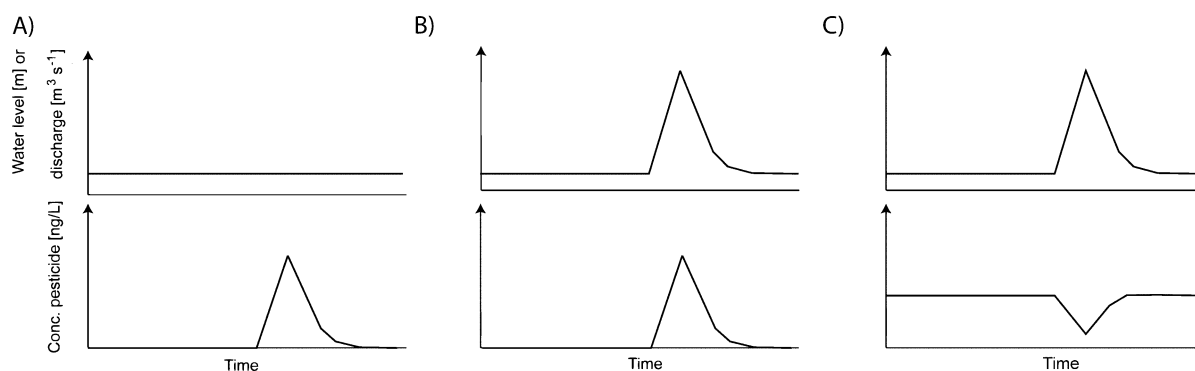 A)
B)
C)
Water level [m] or
discharge [m³ s⁻¹]
Conc. pesticide [ng/L]
Time
Time
Time